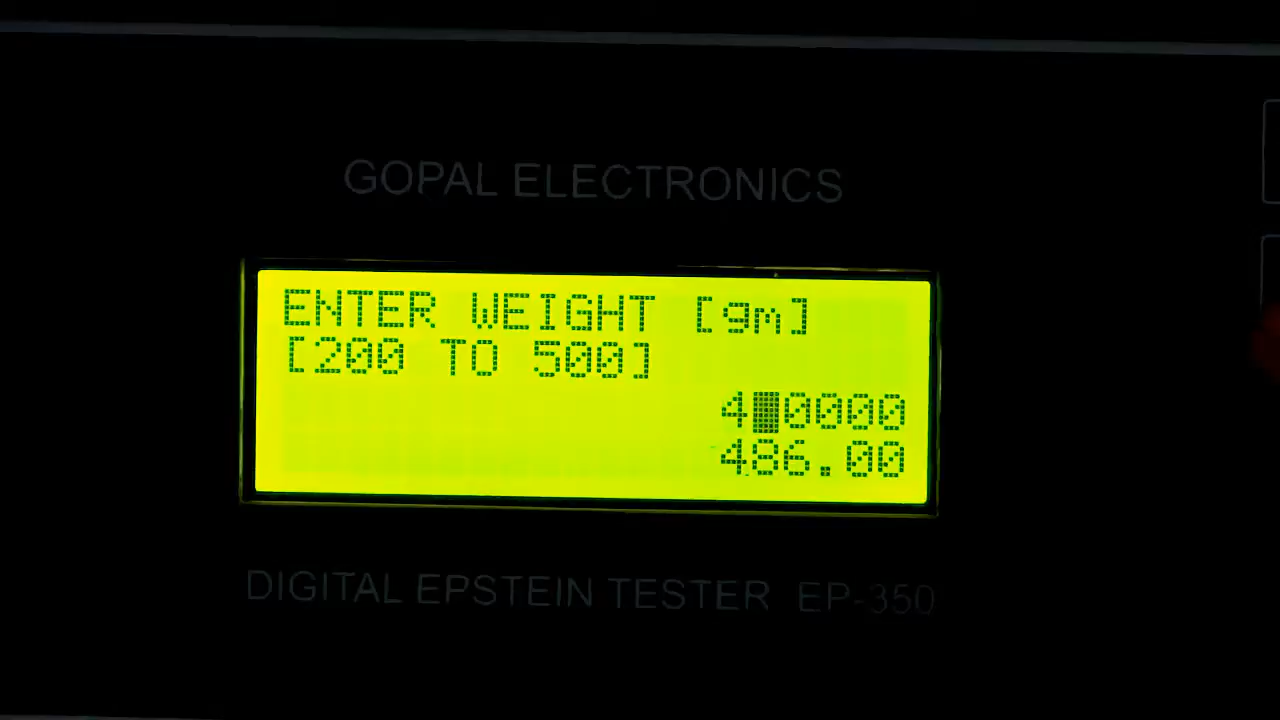 GOPAL ELECTRONICS
ENTER WEIGHT [gm]
[200 TO 500]
4█0000
486.00
DIGITAL EPSTEIN TESTER EP-350